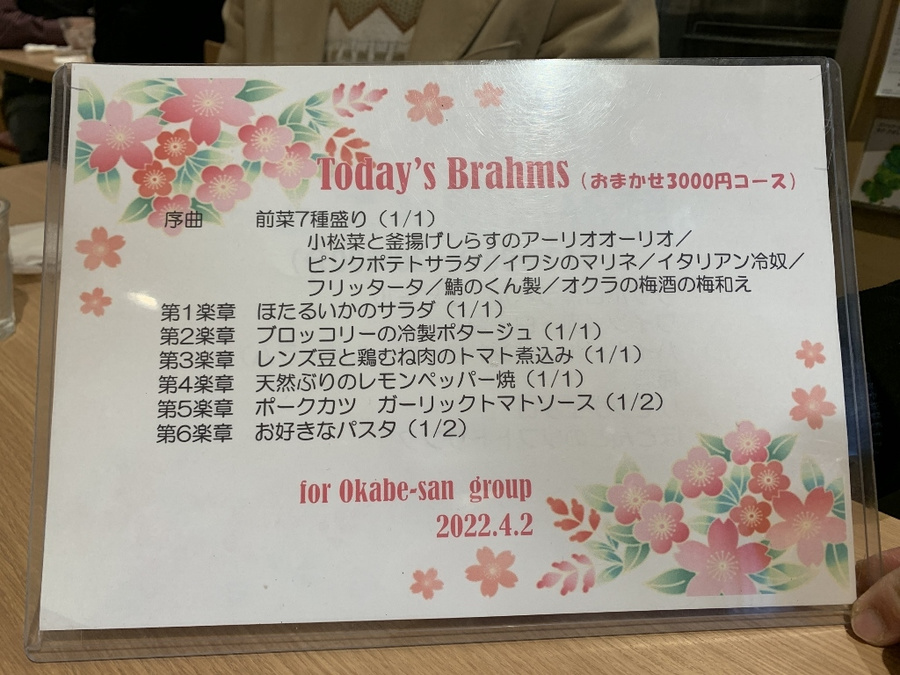 Today's Brahms (おまかせ3000円コース)
序曲 前菜7種盛り（1/1）
小松菜と釜揚げしらすのアーリオオーリオ／
ピンクポテトサラダ／イワシのマリネ／イタリアン冷奴／
フリッタータ／鯖のくん製／オクラの梅酒の梅和え
第1楽章 ほたるいかのサラダ（1/1）
第2楽章 ブロッコリーの冷製ポタージュ（1/1）
第3楽章 レンズ豆と鶏むね肉のトマト煮込み（1/1）
第4楽章 天然ぶりのレモンペッパー焼（1/1）
第5楽章 ポークカツ　ガーリックトマトソース（1/2）
第6楽章 お好きなパスタ（1/2）
for Okabe-san group
2022.4.2